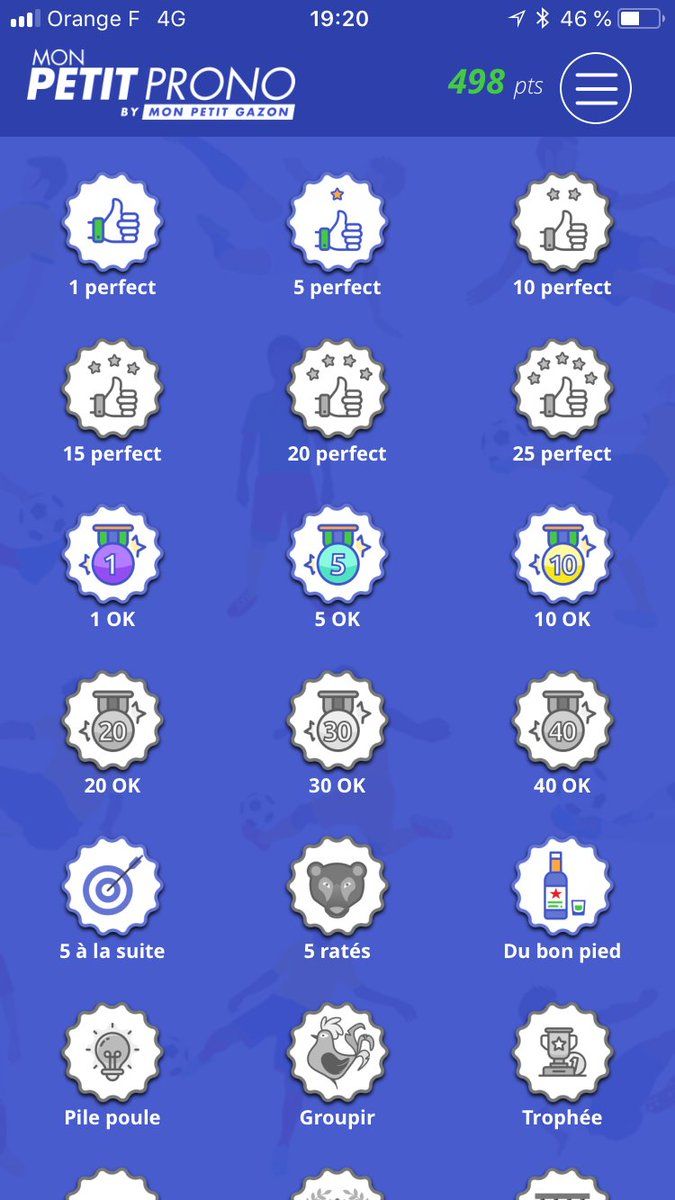 Orange F 4G 19:20 46 %
MON
PETIT PRONO
BY MON PETIT GAZON
498 pts
1 perfect 5 perfect 10 perfect
15 perfect 20 perfect 25 perfect
1 5 10
1 OK 5 OK 10 OK
20 30 40
20 OK 30 OK 40 OK
5 à la suite 5 ratés Du bon pied
1
Pile poule Groupir Trophée